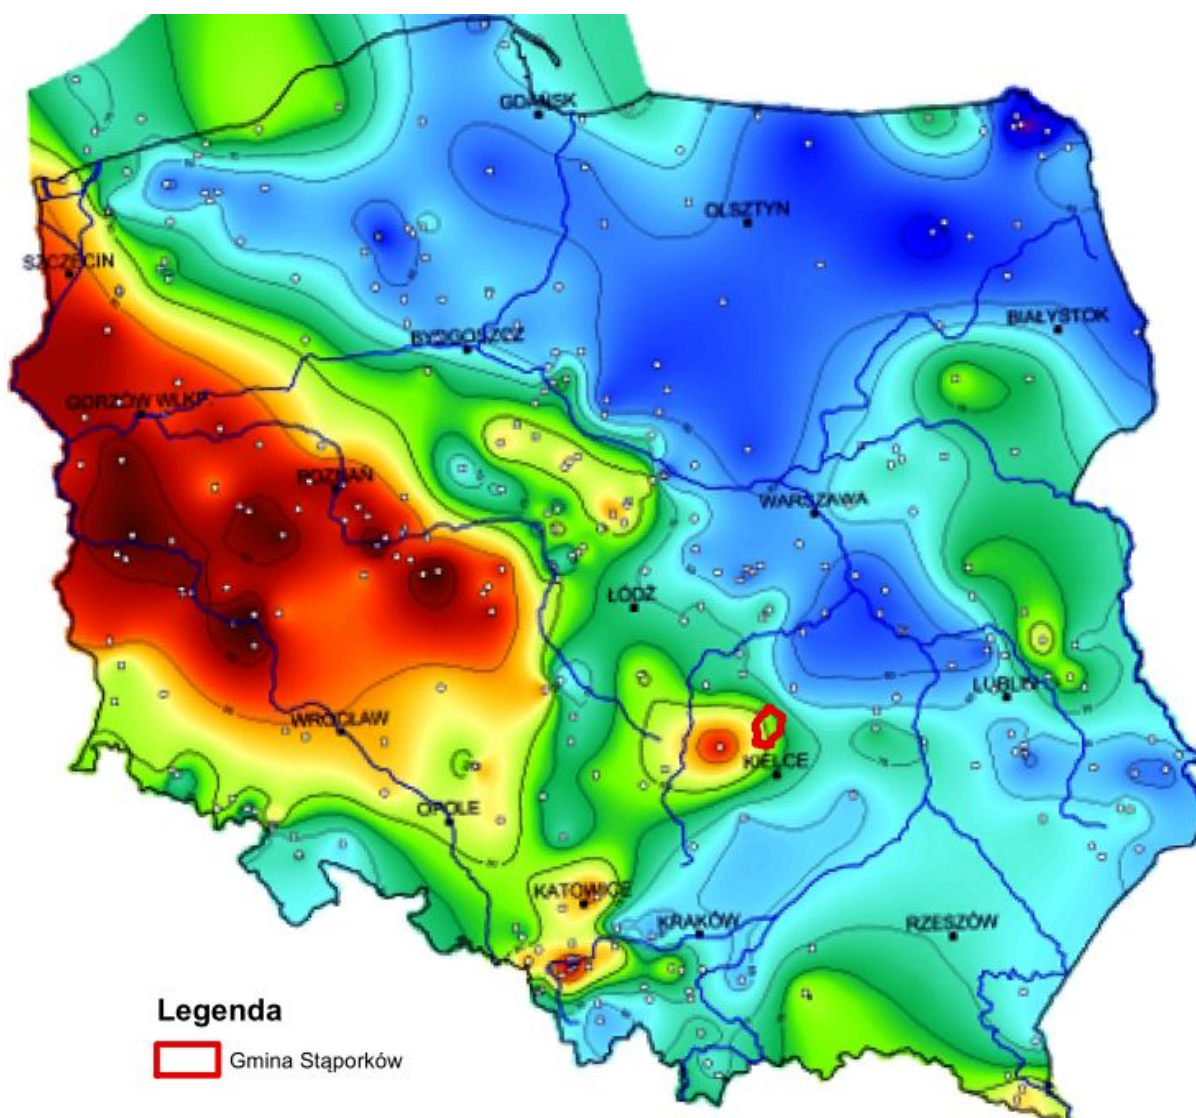 GDAŃSK
OLSZTYN
SZCZECIN
BIAŁYSTOK
BYDGOSZCZ
GORZÓW WLKP.
POZNAŃ
WARSZAWA
ŁÓDŹ
LUBLIN
WROCŁAW
KIELCE
OPOLE
KATOWICE
KRAKÓW
RZESZÓW
Legenda
Gmina Stąporków